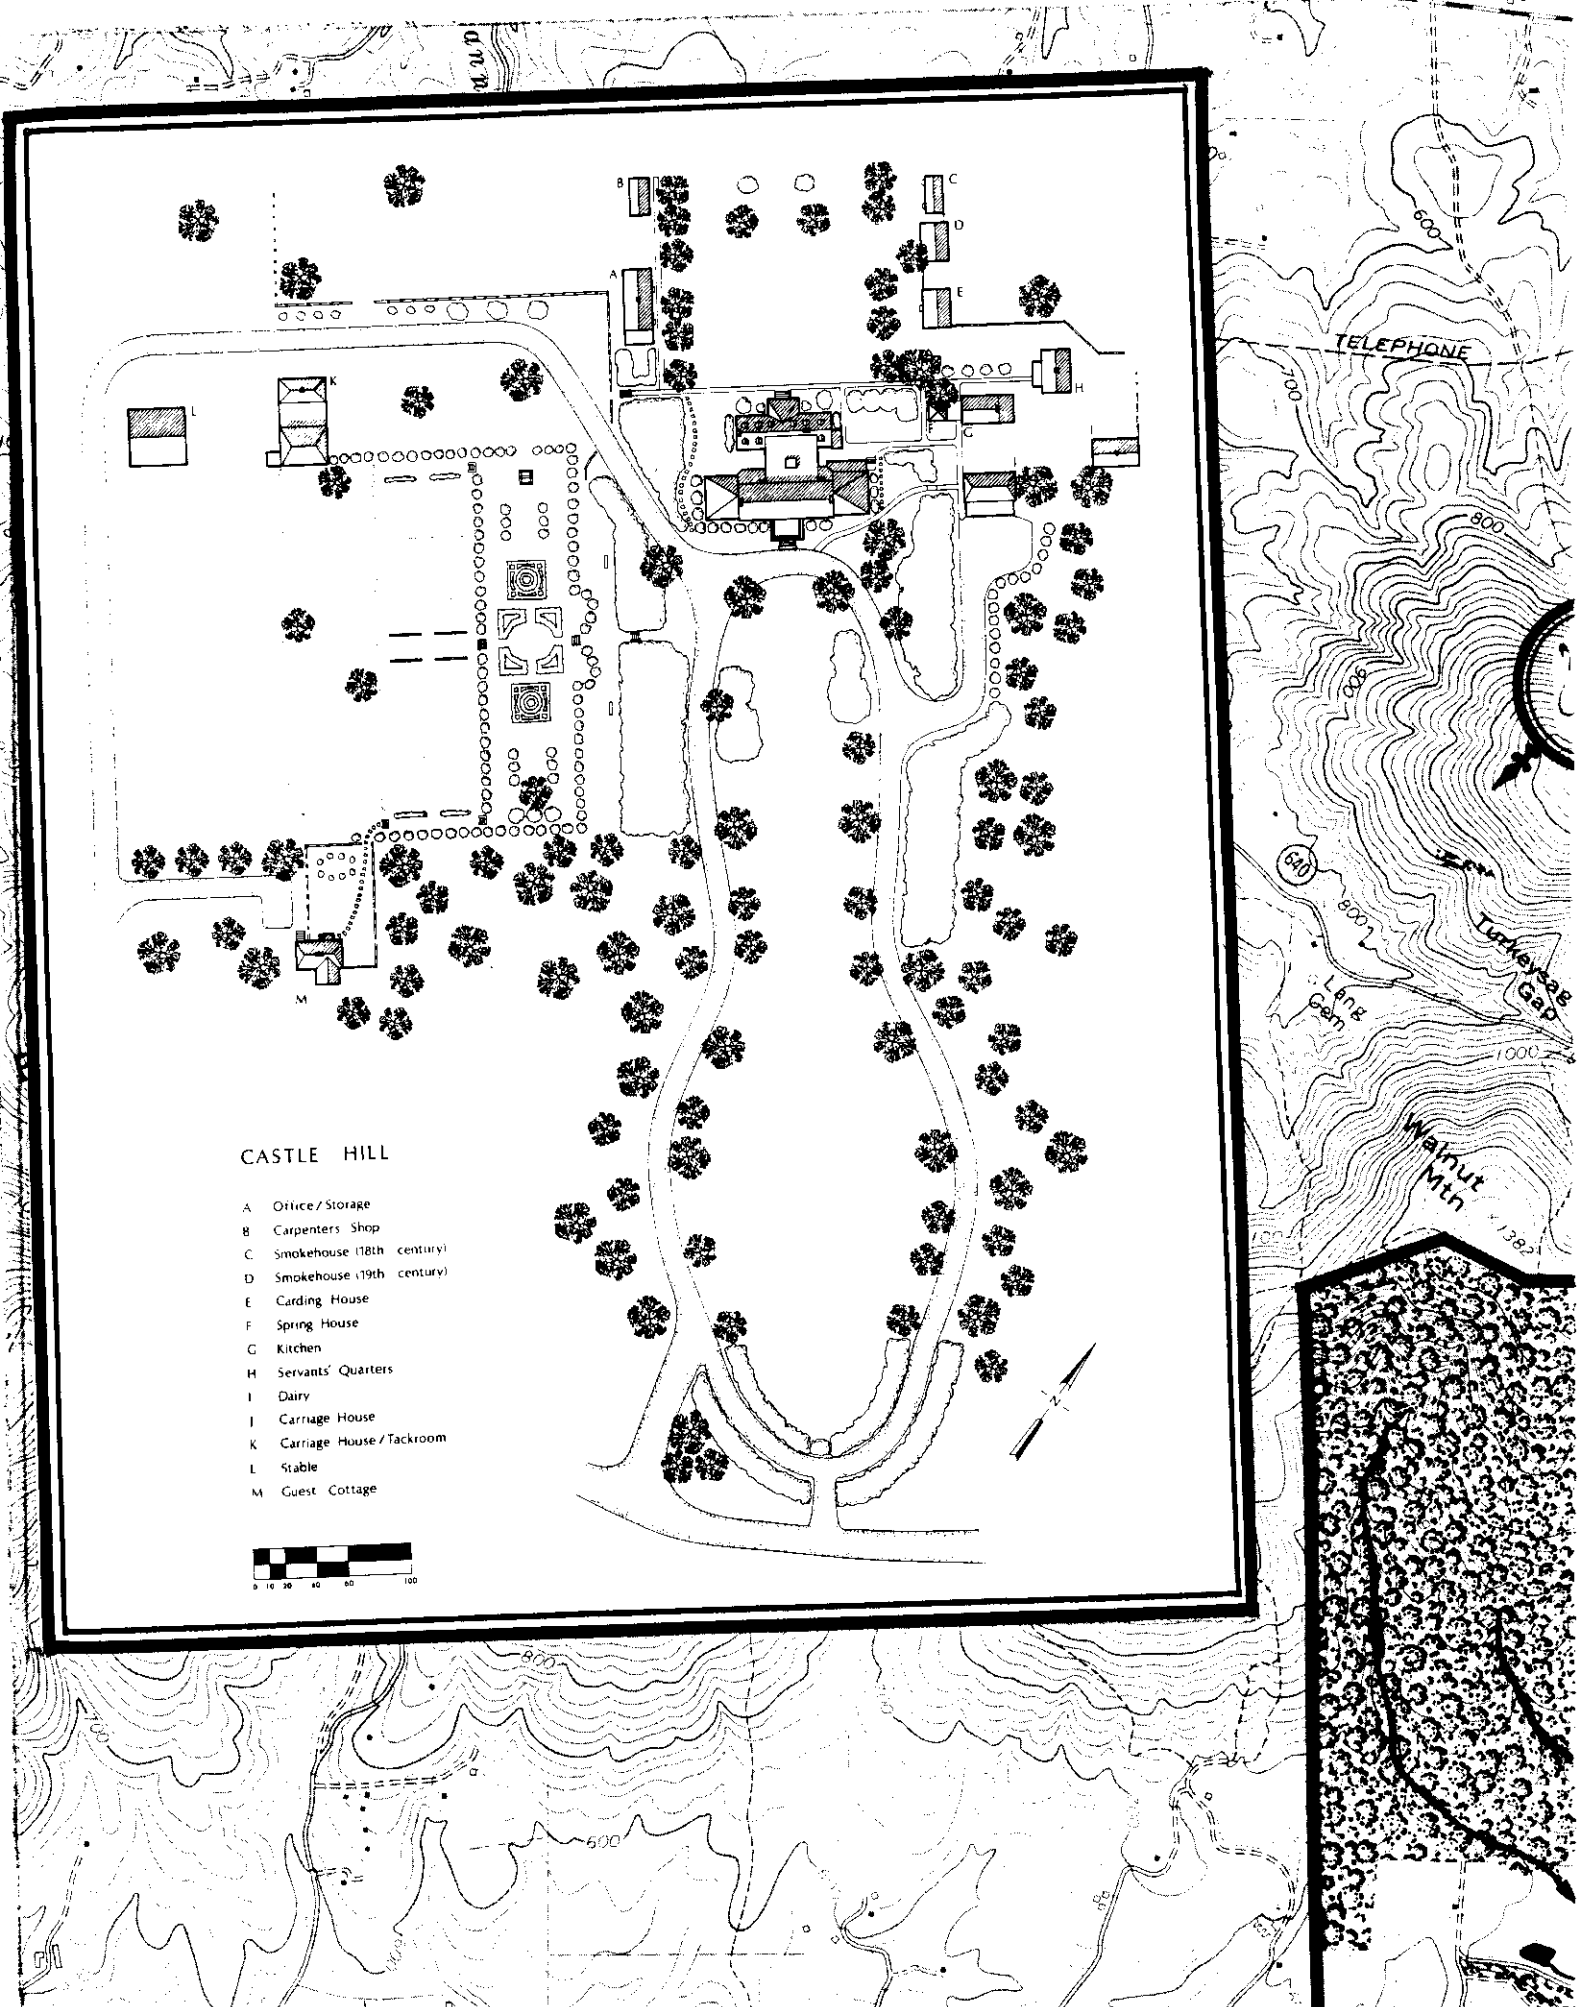 B
C
D
A
E
TELEPHONE
600
700
H
K
L
G
800
900
640
800
Turkeysag
Gap
Lang
Cem
1000
M
Walnut
Mtn
1382
CASTLE HILL
A Office/Storage
B Carpenters Shop
C Smokehouse (18th century)
D Smokehouse (19th century)
E Carding House
F Spring House
G Kitchen
H Servants' Quarters
I Dairy
J Carriage House
K Carriage House/Tackroom
L Stable
M Guest Cottage
N
0 10 20 40 60 100
800
600